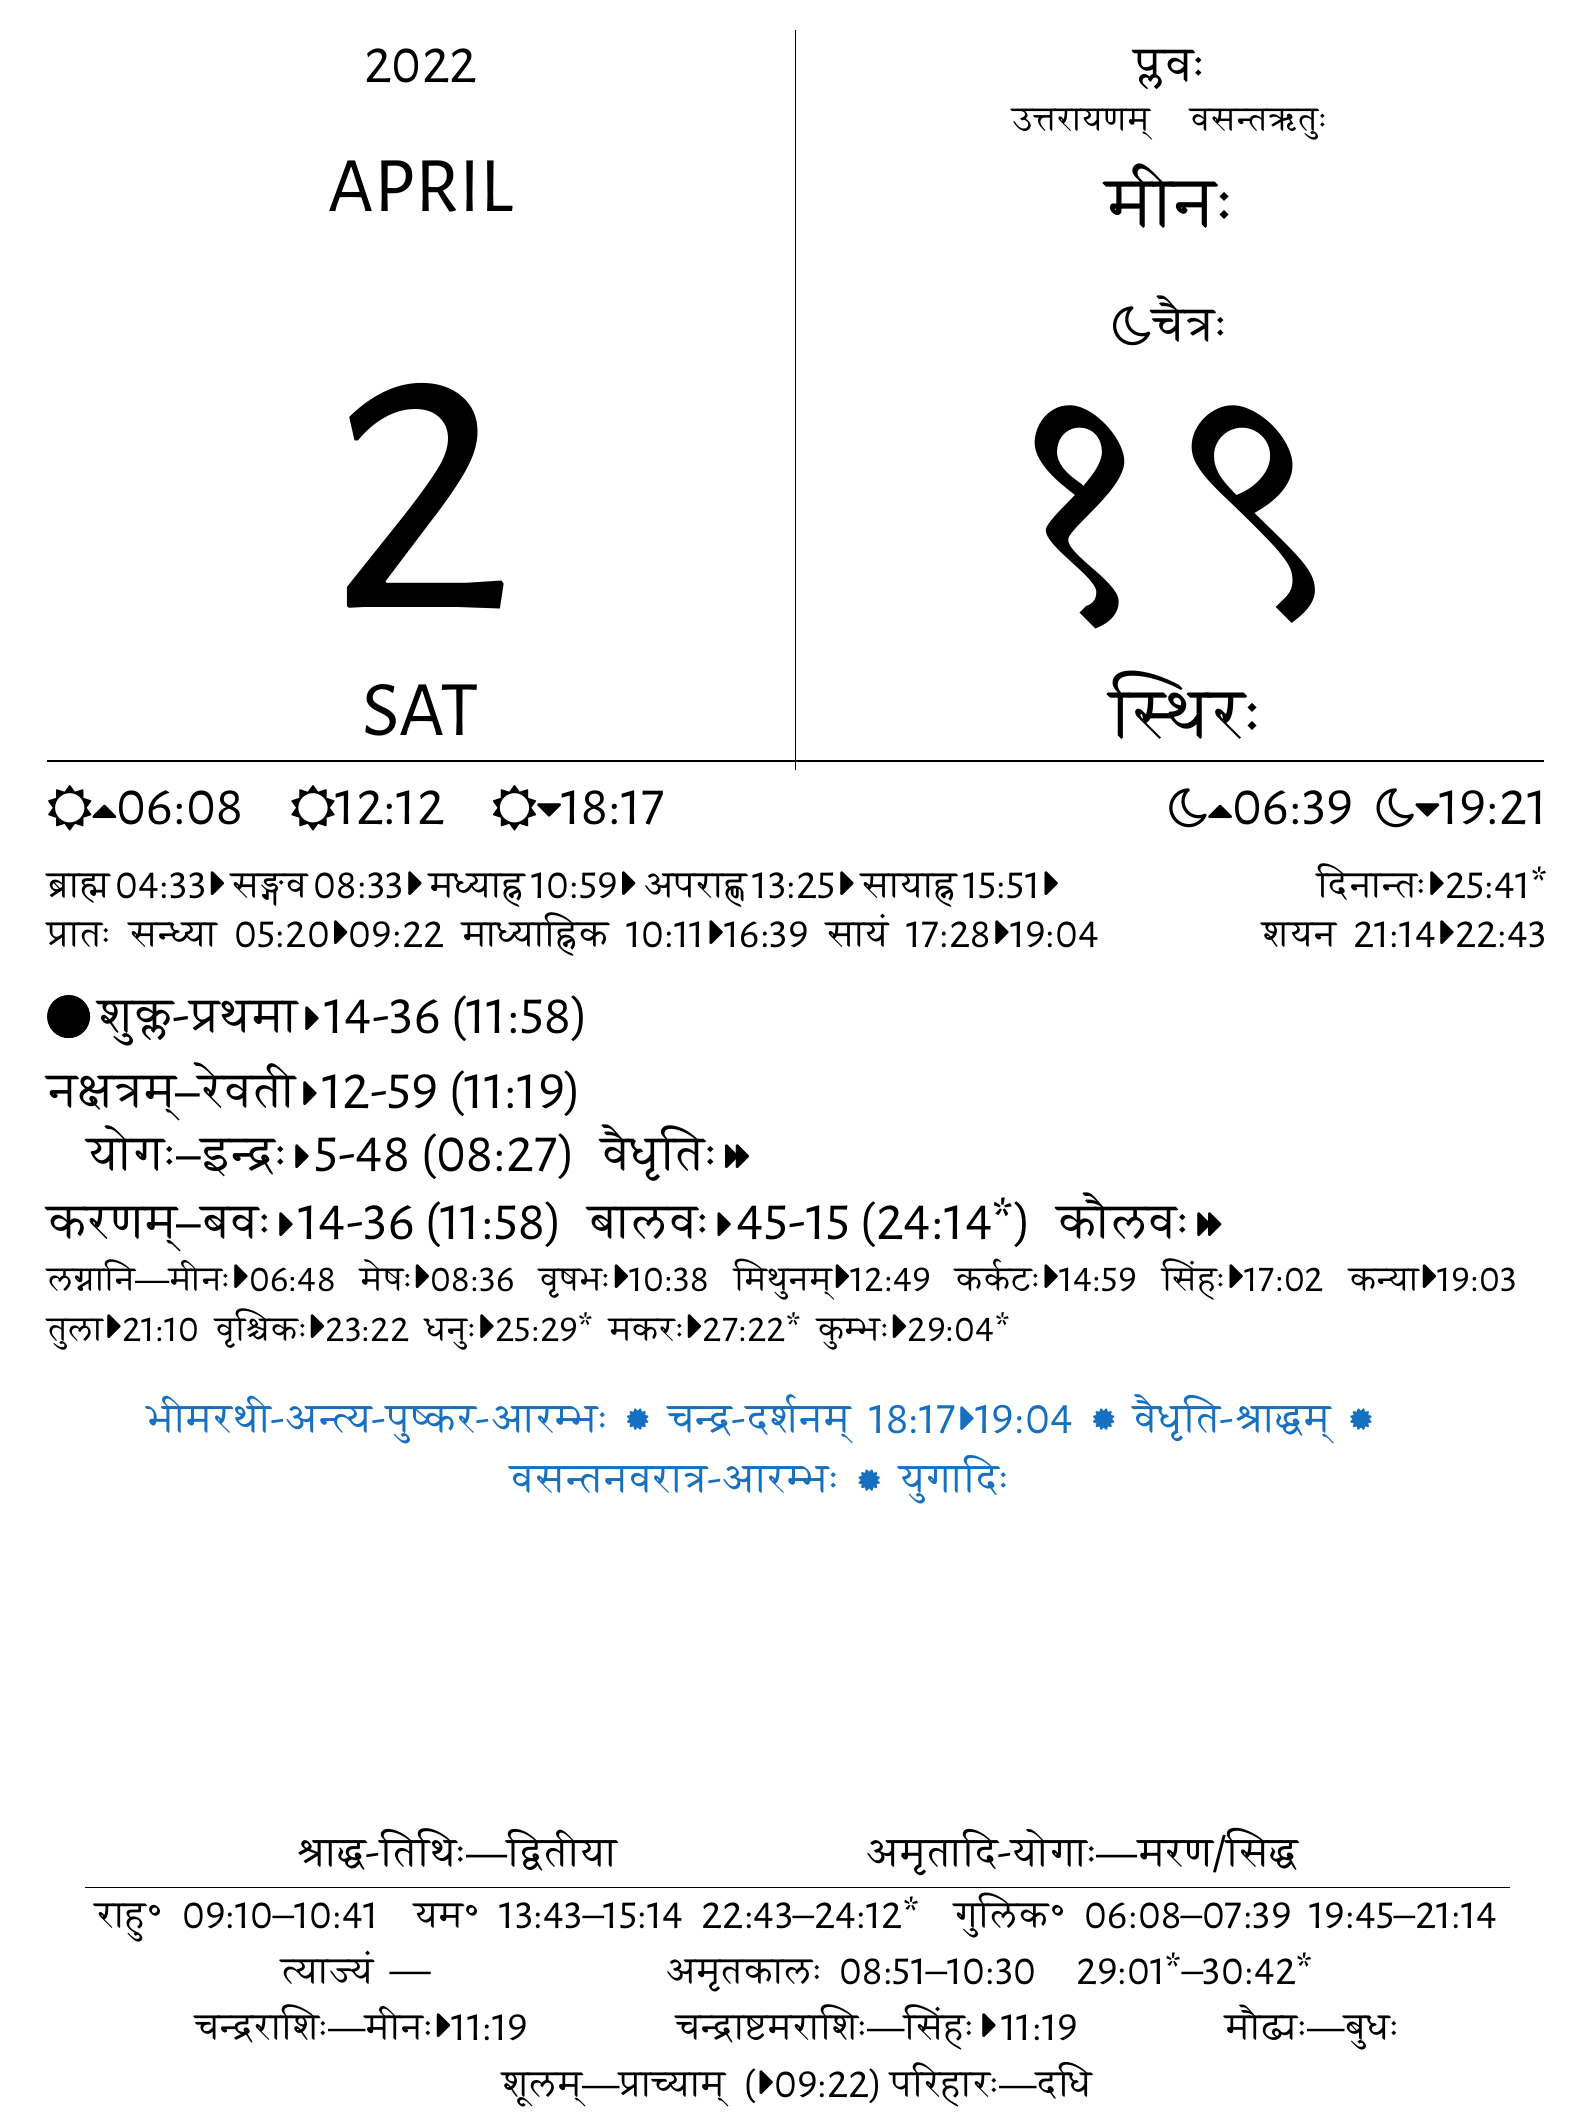 2022
APRIL
2
SAT
प्लवः
उत्तरायणम् वसन्तऋतुः
मीनः
चैत्रः
१९
स्थिरः
06:08 12:12 18:17 06:39 19:21
ब्राह्म 04:33 सङ्गव 08:33 मध्याह्न 10:59 अपराह्ण 13:25 सायाह्न 15:51 दिनान्तः 25:41*
प्रातः सन्ध्या 05:20 09:22 माध्याह्निक 10:11 16:39 सायं 17:28 19:04 शयन 21:14 22:43
शुक्ल-प्रथमा 14-36 (11:58)
नक्षत्रम्–रेवती 12-59 (11:19)
योगः–इन्द्रः 5-48 (08:27) वैधृतिः
करणम्–बवः 14-36 (11:58) बालवः 45-15 (24:14*) कौलवः
लग्नानि—मीनः 06:48 मेषः 08:36 वृषभः 10:38 मिथुनम् 12:49 कर्कटः 14:59 सिंहः 17:02 कन्या 19:03
तुला 21:10 वृश्चिकः 23:22 धनुः 25:29* मकरः 27:22* कुम्भः 29:04*
भीमरथी-अन्त्य-पुष्कर-आरम्भः चन्द्र-दर्शनम् 18:17 19:04 वैधृति-श्राद्धम्
वसन्तनवरात्र-आरम्भः युगादिः
श्राद्ध-तिथिः—द्वितीया अमृतादि-योगाः—मरण/सिद्ध
राहु॰ 09:10–10:41 यम॰ 13:43–15:14 22:43–24:12* गुलिक॰ 06:08–07:39 19:45–21:14
त्याज्यं — अमृतकालः 08:51–10:30 29:01*–30:42*
चन्द्रराशिः—मीनः 11:19 चन्द्राष्टमराशिः—सिंहः 11:19 मौढ्यः—बुधः
शूलम्—प्राच्याम् (09:22) परिहारः—दधि